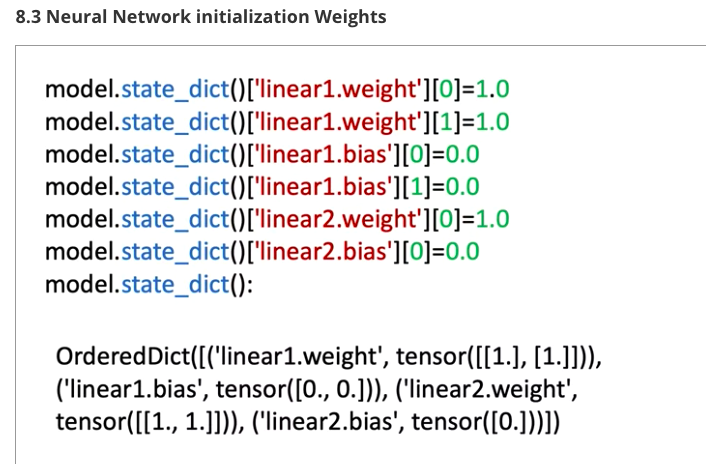 8.3 Neural Network initialization Weights
model.state_dict()['linear1.weight'][0]=1.0
model.state_dict()['linear1.weight'][1]=1.0
model.state_dict()['linear1.bias'][0]=0.0
model.state_dict()['linear1.bias'][1]=0.0
model.state_dict()['linear2.weight'][0]=1.0
model.state_dict()['linear2.bias'][0]=0.0
model.state_dict():
OrderedDict([('linear1.weight', tensor([[1.], [1.]])),
('linear1.bias', tensor([0., 0.])), ('linear2.weight',
tensor([[1., 1.]])), ('linear2.bias', tensor([0.]))])